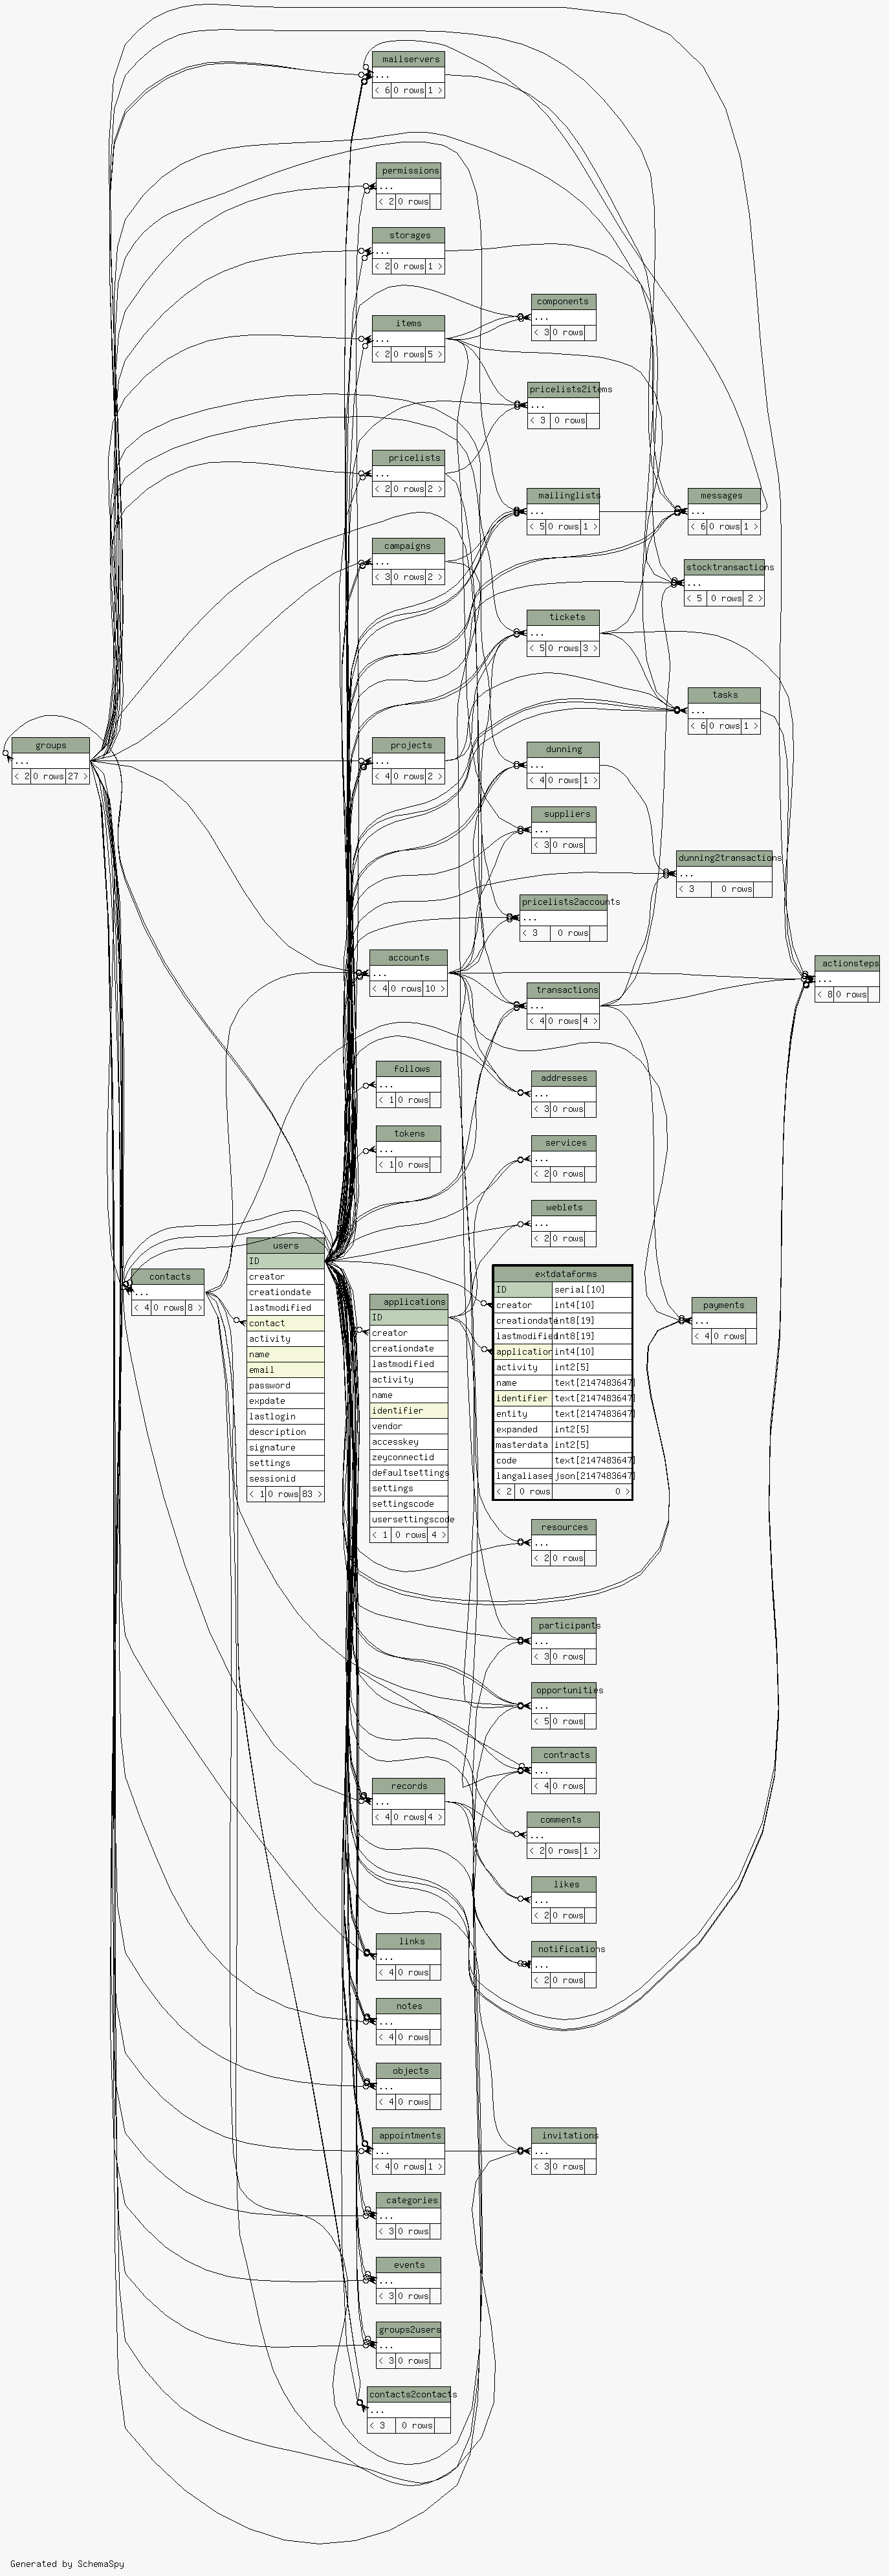 mailservers
...
< 6 0 rows 1 >
permissions
...
< 2 0 rows
storages
...
< 2 0 rows 1 >
components
...
< 3 0 rows
items
...
< 2 0 rows 5 >
pricelists2items
...
< 3 0 rows
pricelists
...
< 2 0 rows 2 >
mailinglists
...
< 5 0 rows 1 >
messages
...
< 6 0 rows 1 >
campaigns
...
< 3 0 rows 2 >
stocktransactions
...
< 5 0 rows 2 >
tickets
...
< 5 0 rows 3 >
tasks
...
< 6 0 rows 1 >
groups
...
< 2 0 rows 27 >
projects
...
< 4 0 rows 2 >
dunning
...
< 4 0 rows 1 >
suppliers
...
< 3 0 rows
dunning2transactions
...
< 3 0 rows
pricelists2accounts
...
< 3 0 rows
accounts
...
< 4 0 rows 10 >
actionsteps
...
< 8 0 rows
transactions
...
< 4 0 rows 4 >
follows
...
< 1 0 rows
addresses
...
< 3 0 rows
tokens
...
< 1 0 rows
services
...
< 2 0 rows
weblets
...
< 2 0 rows
contacts
...
< 4 0 rows 8 >
users
ID
creator
creationdate
lastmodified
contact
activity
name
email
password
expdate
lastlogin
description
signature
settings
sessionid
< 1 0 rows 83 >
applications
ID
creator
creationdate
lastmodified
activity
name
identifier
vendor
accesskey
zeyconnectid
defaultsettings
settings
settingscode
usersettingscode
< 1 0 rows 4 >
extdataforms
ID serial[10]
creator int4[10]
creationdate int8[19]
lastmodified int8[19]
application int4[10]
activity int2[5]
name text[2147483647]
identifier text[2147483647]
entity text[2147483647]
expanded int2[5]
masterdata int2[5]
code text[2147483647]
langaliases json[2147483647]
< 2 0 rows 0 >
payments
...
< 4 0 rows
resources
...
< 2 0 rows
participants
...
< 3 0 rows
opportunities
...
< 5 0 rows
contracts
...
< 4 0 rows
records
...
< 4 0 rows 4 >
comments
...
< 2 0 rows 1 >
likes
...
< 2 0 rows
links
...
< 4 0 rows
notifications
...
< 2 0 rows
notes
...
< 4 0 rows
objects
...
< 4 0 rows
appointments
...
< 4 0 rows 1 >
invitations
...
< 3 0 rows
categories
...
< 3 0 rows
events
...
< 3 0 rows
groups2users
...
< 3 0 rows
contacts2contacts
...
< 3 0 rows
Generated by SchemaSpy